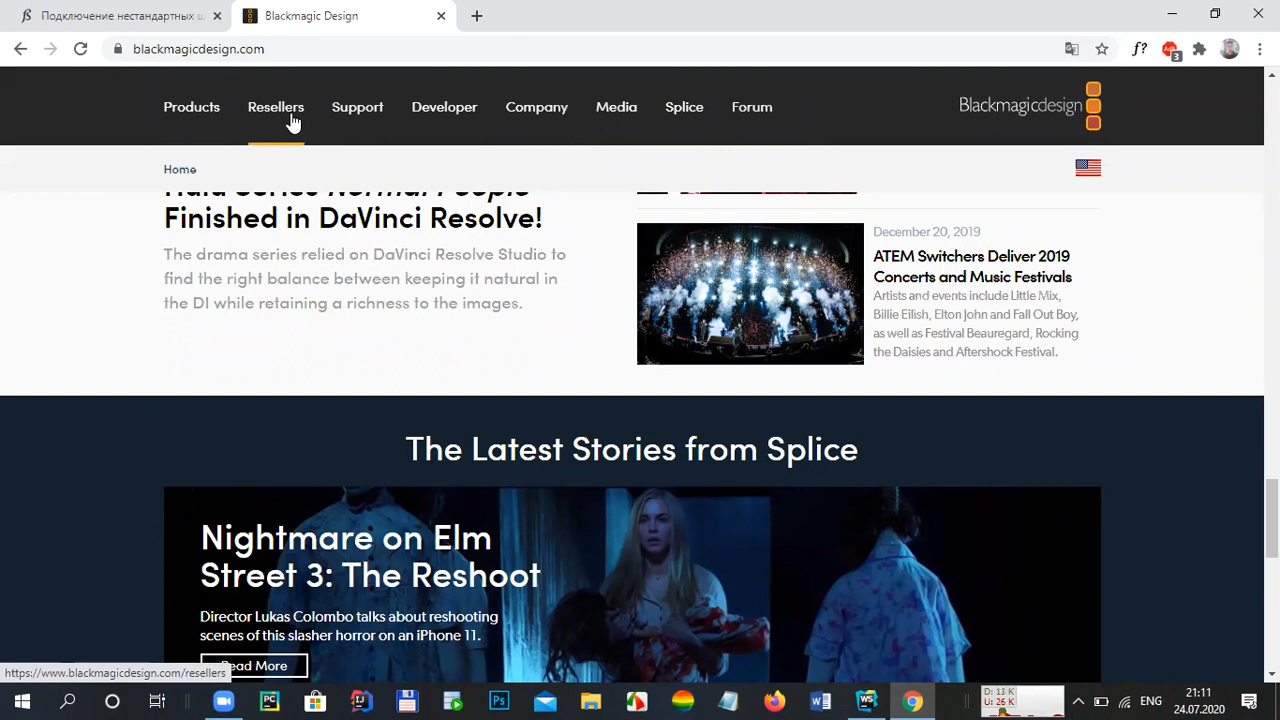 Подключение нестандартных ш
Blackmagic Design
blackmagicdesign.com
f?
3
Products
Resellers
Support
Developer
Company
Media
Splice
Forum
Blackmagicdesign
Home
Finished in DaVinci Resolve!
The drama series relied on DaVinci Resolve Studio to
find the right balance between keeping it natural in
the DI while retaining a richness to the images.
December 20, 2019
ATEM Switchers Deliver 2019
Concerts and Music Festivals
Artists and events include Little Mix,
Billie Eilish, Elton John and Fall Out Boy,
as well as Festival Beauregard, Rocking
the Daisies and Aftershock Festival.
The Latest Stories from Splice
Nightmare on Elm
Street 3: The Reshoot
Director Lukas Colombo talks about reshooting
scenes of this slasher horror on an iPhone 11.
Read More
https://www.blackmagicdesign.com/resellers
D: 11 K
U: 26 K
ENG
21:11
24.07.2020